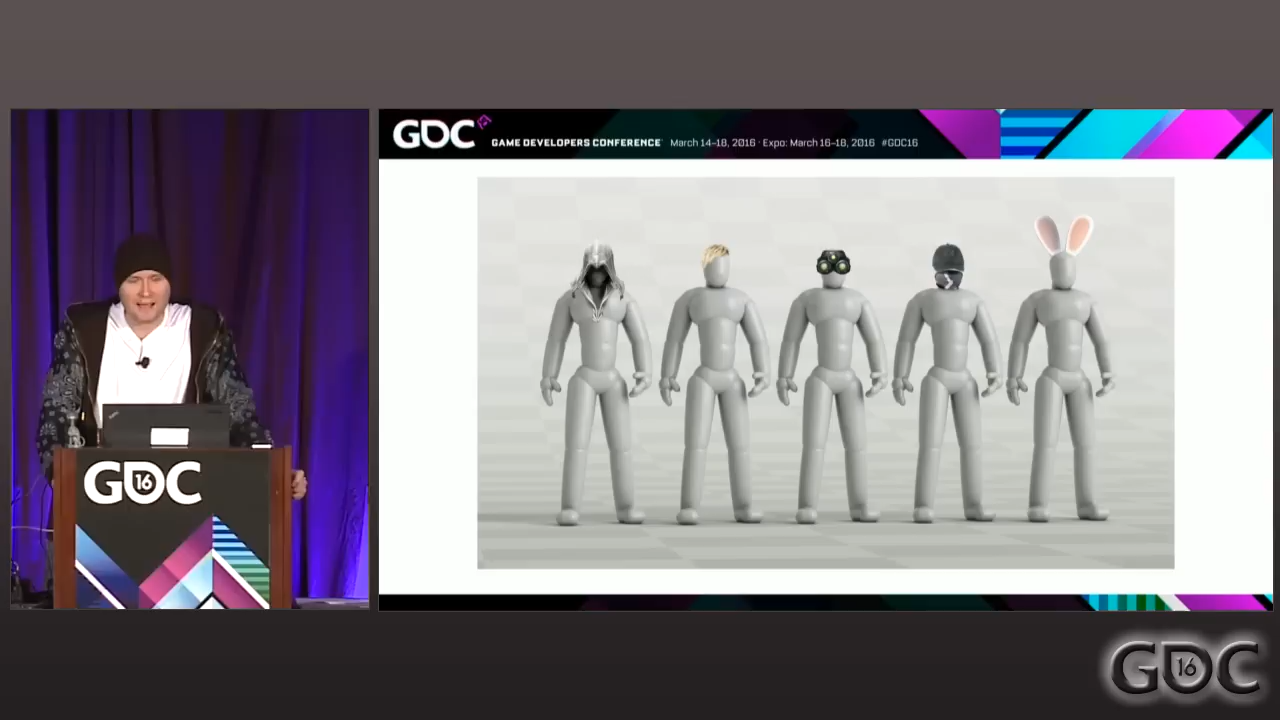 GDC
GAME DEVELOPERS CONFERENCE March 14–18, 2016 · Expo: March 16–18, 2016 #GDC16
GDC
16
GDC
16